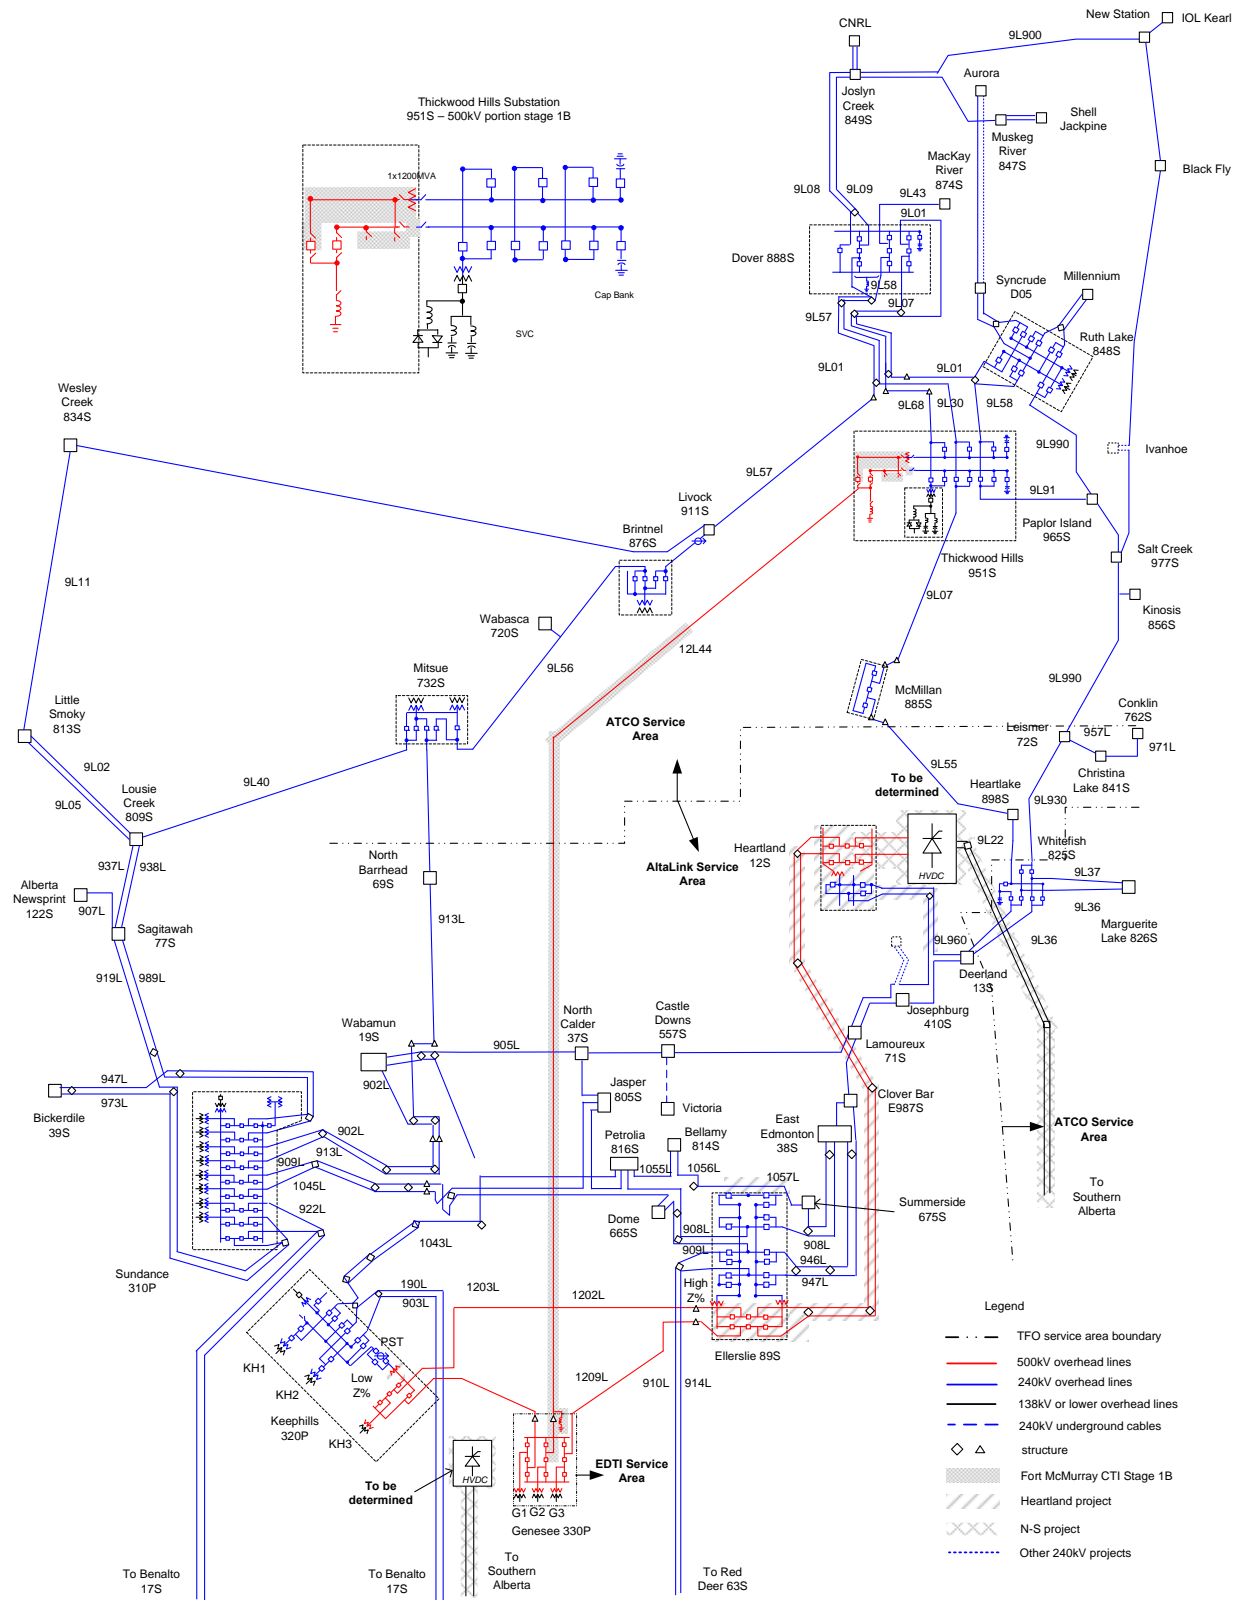 New Station
IOL Kearl
CNRL
9L900
Aurora
Joslyn
Creek
849S
Shell
Jackpine
Muskeg
River
847S
Thickwood Hills Substation
951S – 500kV portion stage 1B
MacKay
River
874S
Black Fly
1x1200MVA
9L08
9L09
9L43
9L01
Dover 888S
9L58
9L07
9L57
Syncrude
D05
Millennium
Cap Bank
SVC
Ruth Lake
848S
9L01
9L01
9L68
9L30
9L58
Wesley
Creek
834S
9L990
Ivanhoe
9L57
9L91
Livock
911S
Brintnel
876S
Paplor Island
965S
Salt Creek
977S
Thickwood Hills
951S
9L11
9L07
Kinosis
856S
Wabasca
720S
12L44
9L56
Mitsue
732S
McMillan
885S
9L990
Conklin
762S
Little
Smoky
813S
ATCO Service
Area
Leismer
72S
957L
971L
9L02
9L05
9L40
9L55
To be
determined
Heartlake
898S
Christina
Lake 841S
Lousie
Creek
809S
9L930
937L
938L
North
Barrhead
69S
AltaLink Service
Area
Heartland
12S
HVDC
9L22
Whitefish
825S
9L37
9L36
Alberta
Newsprint
122S
907L
Marguerite
Lake 826S
Sagitawah
77S
913L
9L960
9L36
919L
989L
Deerland
13S
Wabamun
19S
North
Calder
37S
Castle
Downs
557S
Josephburg
410S
905L
Lamoureux
71S
902L
947L
973L
Bickerdile
39S
Jasper
805S
Victoria
Clover Bar
E987S
East
Edmonton
38S
ATCO Service
Area
902L
913L
909L
Petrolia
816S
Bellamy
814S
1055L
1056L
1057L
1045L
922L
Dome
665S
Summerside
675S
To
Southern
Alberta
908L
908L
909L
946L
947L
1043L
Sundance
310P
High
Z%
190L
903L
1203L
1202L
Legend
TFO service area boundary
PST
KH1
Ellerslie 89S
500kV overhead lines
Low
Z%
1209L
910L
914L
240kV overhead lines
KH2
138kV or lower overhead lines
Keephills
320P
KH3
240kV underground cables
structure
HVDC
EDTI Service
Area
Fort McMurray CTI Stage 1B
To be
determined
Heartland project
G1 G2 G3
Genesee 330P
N-S project
Other 240kV projects
To Benalto
17S
To Benalto
17S
To
Southern
Alberta
To Red
Deer 63S